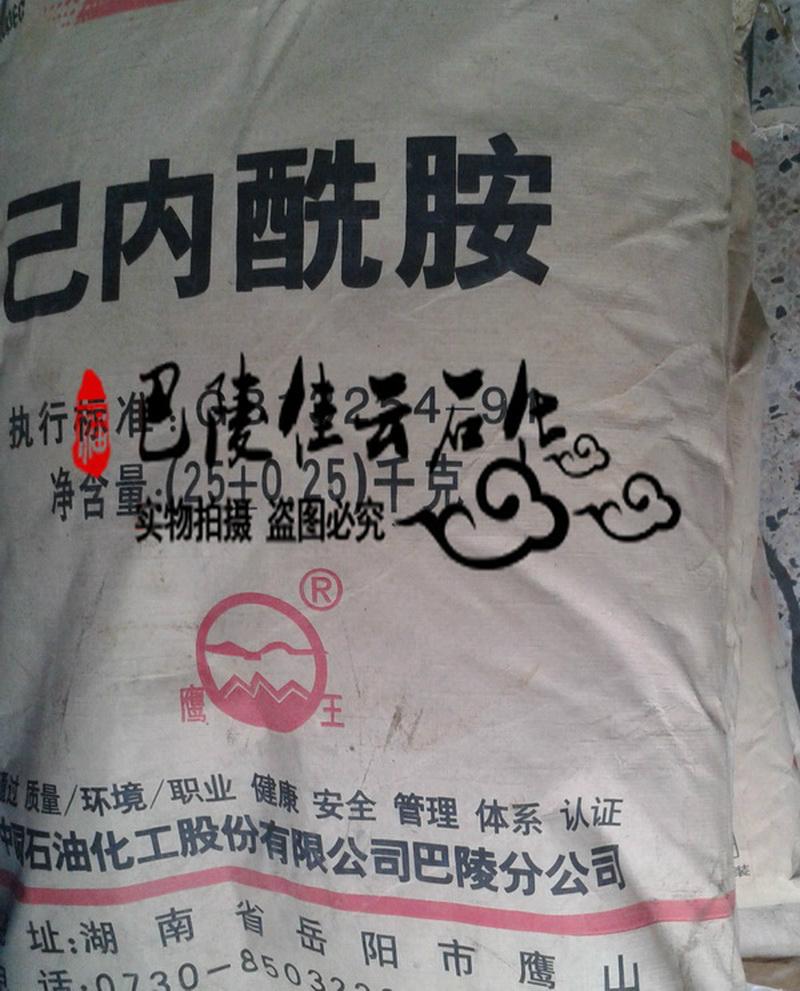 己内酰胺
巴陵佳云石化
执行标准:GB 13254-9
净含量:(25±0.25)千克
实物拍摄 盗图必究
®
鹰 王
通过 质量/环境/职业 健康 安全 管理 体系 认证
中国石油化工股份有限公司巴陵分公司
址:湖 南 省 岳 阳 市 鹰 山
话:0730-850322